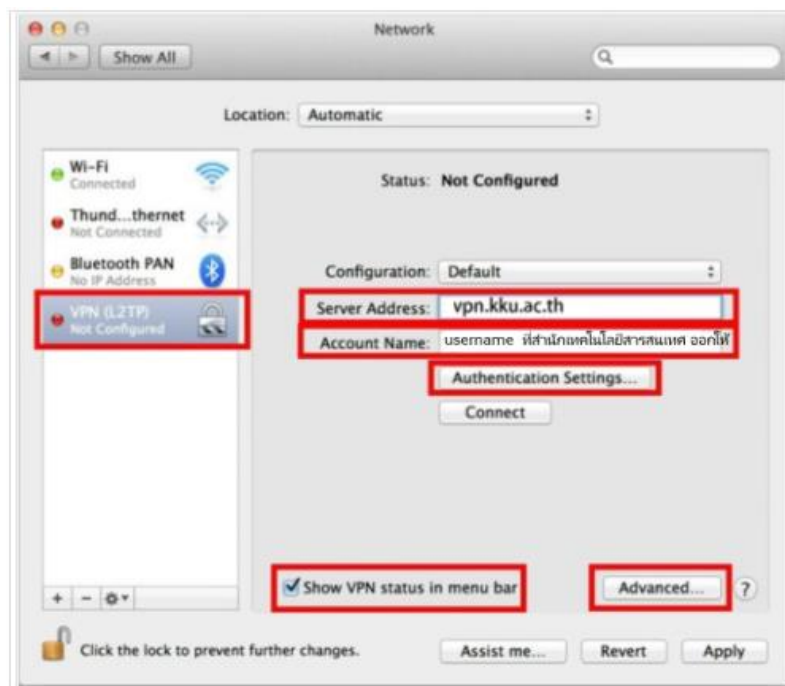 Network
Show All
Location: Automatic
Wi-Fi
Connected
Thund...thernet
Not Connected
Bluetooth PAN
No IP Address
VPN (L2TP)
Not Configured
Status: Not Configured
Configuration: Default
Server Address: vpn.kku.ac.th
Account Name: username ที่สำนักเทคโนโลยีสารสนเทศ ออกให้
Authentication Settings...
Connect
Show VPN status in menu bar
Advanced...
?
Click the lock to prevent further changes.
Assist me...
Revert
Apply